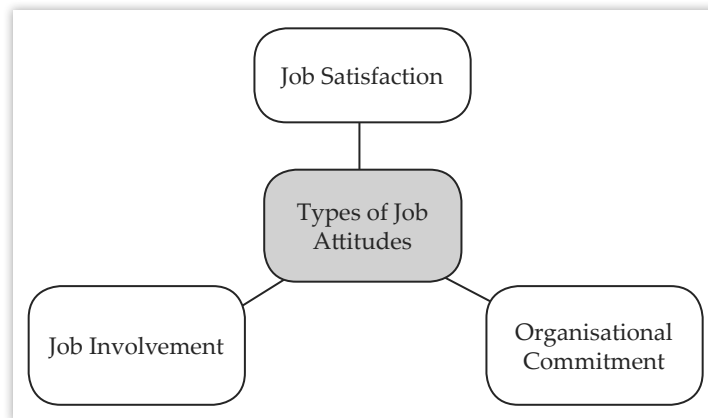 Job Satisfaction
Types of Job
Attitudes
Job Involvement
Organisational
Commitment